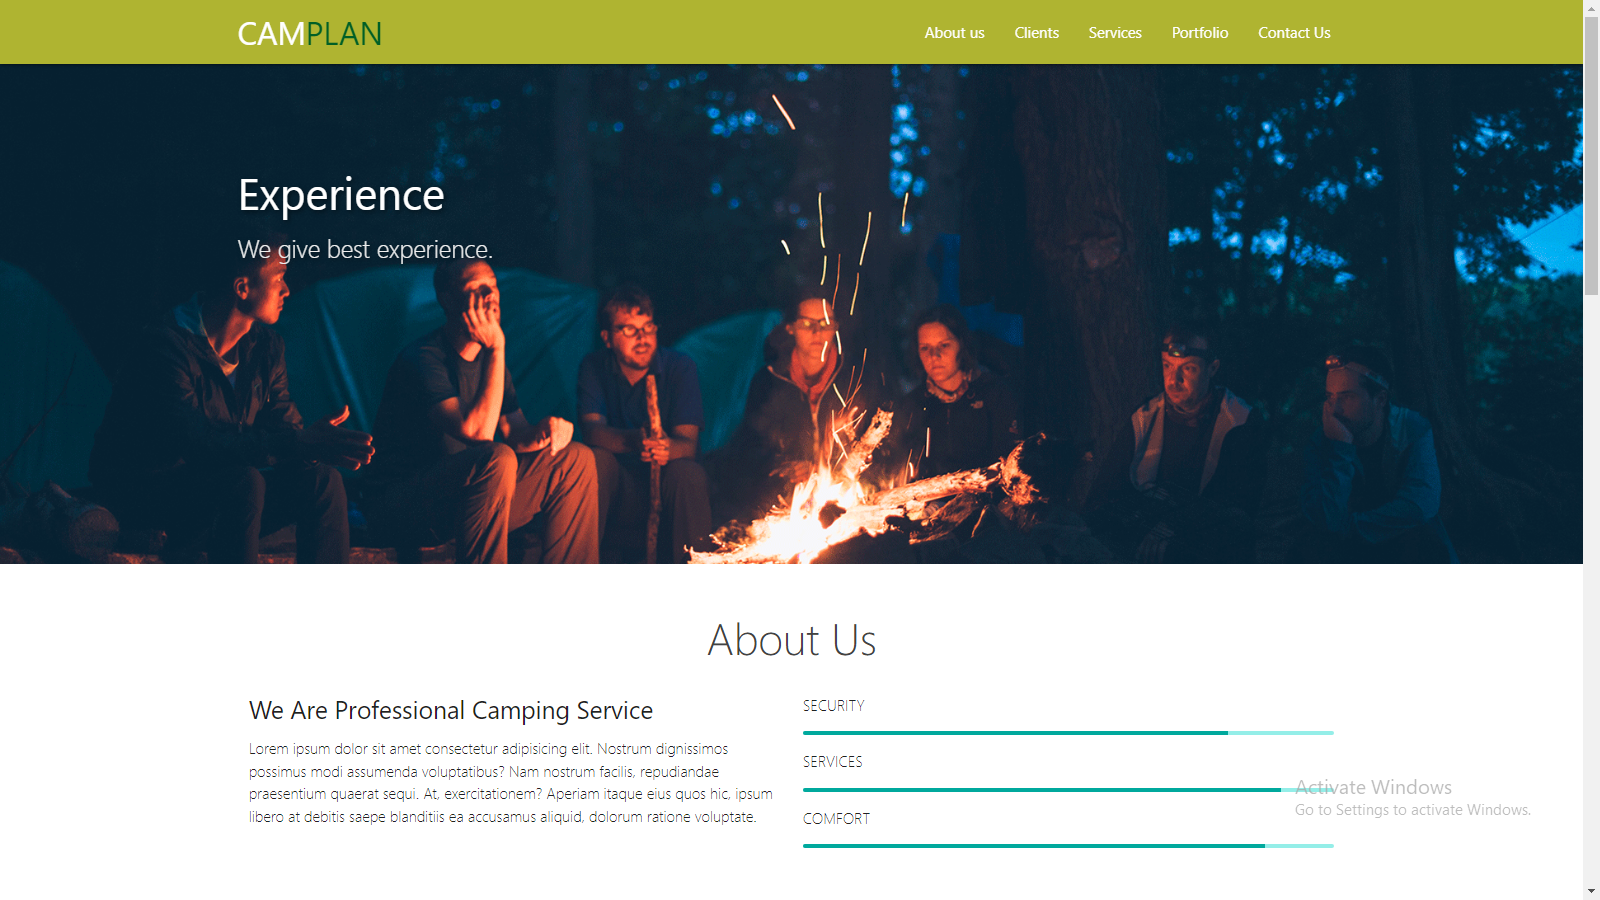 CAMPLAN
About us Clients Services Portfolio Contact Us
Experience
We give best experience.
About Us
We Are Professional Camping Service
Lorem ipsum dolor sit amet consectetur adipisicing elit. Nostrum dignissimos
possimus modi assumenda voluptatibus? Nam nostrum facilis, repudiandae
praesentium quaerat sequi. At, exercitationem? Aperiam itaque eius quos hic, ipsum
libero at debitis saepe blanditiis ea accusamus aliquid, dolorum ratione voluptate.
SECURITY
SERVICES
COMFORT
Activate Windows
Go to Settings to activate Windows.